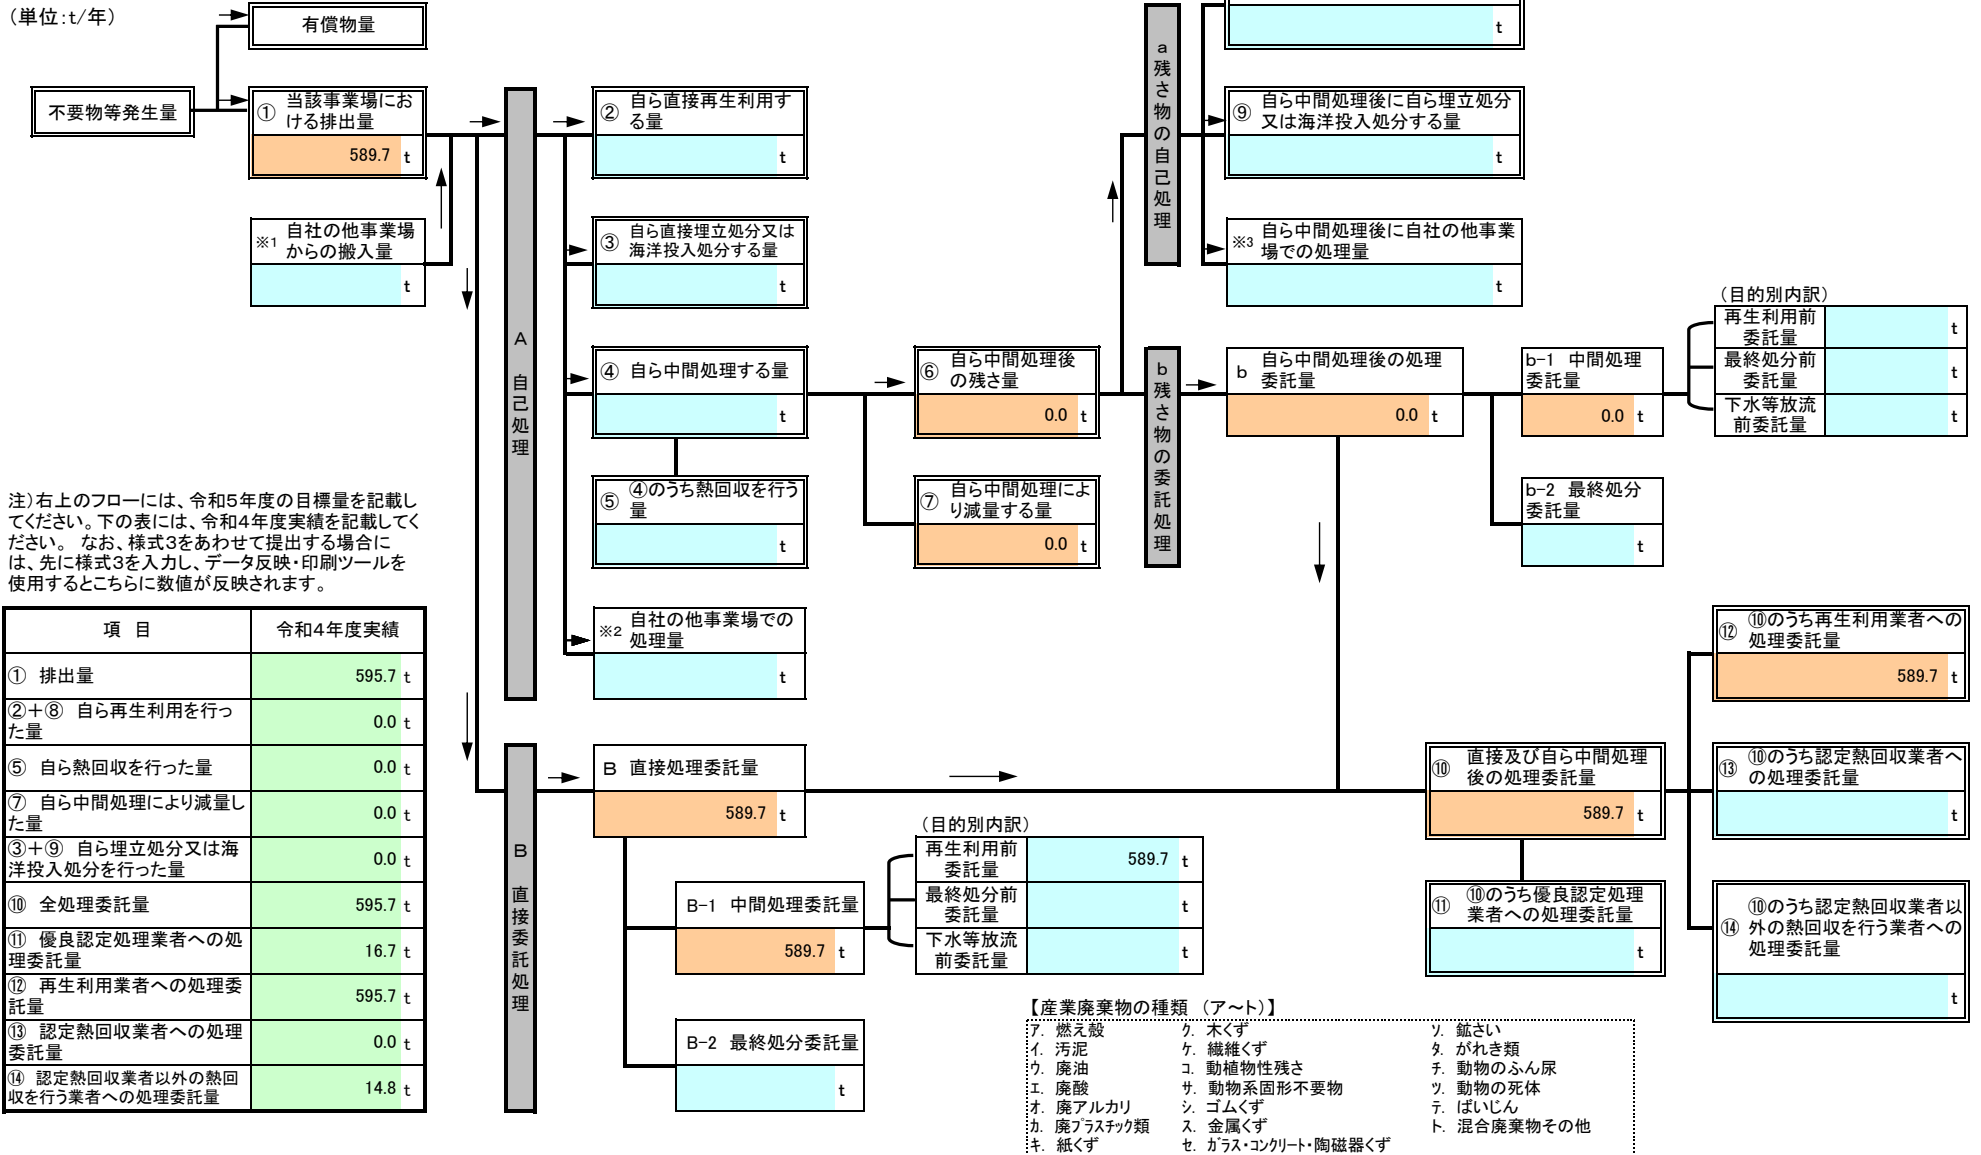 （単位：t/年）
有償物量
不要物等発生量
① 当該事業場にお
ける排出量
589.7 t
※1 自社の他事業場
からの搬入量
t
A 自己処理
② 自ら直接再生利用す
る量
t
③ 自ら直接埋立処分又は
海洋投入処分する量
t
④ 自ら中間処理する量
t
⑤ ④のうち熱回収を行う
量
t
※2 自社の他事業場での
処理量
t
⑥ 自ら中間処理後
の残さ量
0.0 t
⑦ 自ら中間処理によ
り減量する量
0.0 t
a 残さ物の自己処理
t
⑨ 自ら中間処理後に自ら埋立処分
又は海洋投入処分する量
t
※3 自ら中間処理後に自社の他事業
場での処理量
t
b 残さ物の委託処理
b 自ら中間処理後の処理
委託量
0.0 t
b-1 中間処理
委託量
0.0 t
（目的別内訳）
再生利用前
委託量
t
最終処分前
委託量
t
下水等放流
前委託量
t
b-2 最終処分
委託量
t
注）右上のフローには、令和5年度の目標量を記載し
てください。下の表には、令和4年度実績を記載してく
ださい。 なお、様式3をあわせて提出する場合に
は、先に様式3を入力し、データ反映・印刷ツールを
使用するとこちらに数値が反映されます。
項 目 令和4年度実績
① 排出量 595.7 t
②＋⑧ 自ら再生利用を行っ
た量 0.0 t
⑤ 自ら熱回収を行った量 0.0 t
⑦ 自ら中間処理により減量し
た量 0.0 t
③＋⑨ 自ら埋立処分又は海
洋投入処分を行った量 0.0 t
⑩ 全処理委託量 595.7 t
⑪ 優良認定処理業者への処
理委託量 16.7 t
⑫ 再生利用業者への処理委
託量 595.7 t
⑬ 認定熱回収業者への処理
委託量 0.0 t
⑭ 認定熱回収業者以外の熱回
収を行う業者への処理委託量 14.8 t
B 直接委託処理
B 直接処理委託量
589.7 t
B-1 中間処理委託量
589.7 t
（目的別内訳）
再生利用前
委託量
589.7 t
最終処分前
委託量
t
下水等放流
前委託量
t
B-2 最終処分委託量
t
⑩ 直接及び自ら中間処理
後の処理委託量
589.7 t
⑪ ⑩のうち優良認定処理
業者への処理委託量
t
⑫ ⑩のうち再生利用業者への
処理委託量
589.7 t
⑬ ⑩のうち認定熱回収業者へ
の処理委託量
t
⑭ ⑩のうち認定熱回収業者以
外の熱回収を行う業者への
処理委託量
t
【産業廃棄物の種類 （ア～ト）】
ｱ. 燃え殻 ｸ. 木くず ｿ. 鉱さい
ｲ. 汚泥 ｹ. 繊維くず ﾀ. がれき類
ｳ. 廃油 ｺ. 動植物性残さ ﾁ. 動物のふん尿
ｴ. 廃酸 ｻ. 動物系固形不要物 ﾂ. 動物の死体
ｵ. 廃アルカリ ｼ. ゴムくず ﾃ. ばいじん
ｶ. 廃ﾌﾟﾗｽﾁｯｸ類 ｽ. 金属くず ﾄ. 混合廃棄物その他
ｷ. 紙くず ｾ. ｶﾞﾗｽ・ｺﾝｸﾘｰﾄ・陶磁器くず